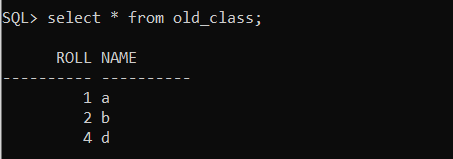 SQL> select * from old_class;
      ROLL NAME
---------- ----------
         1 a
         2 b
         4 d